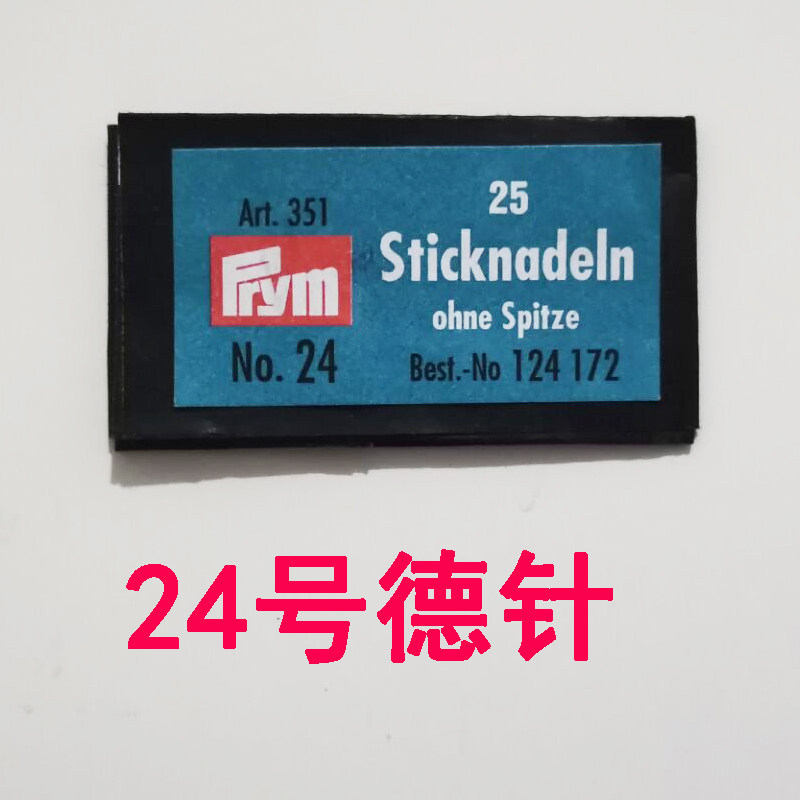 Art. 351
Prym
No. 24
25
Sticknadeln
ohne Spitze
Best.-No 124 172
24号德针